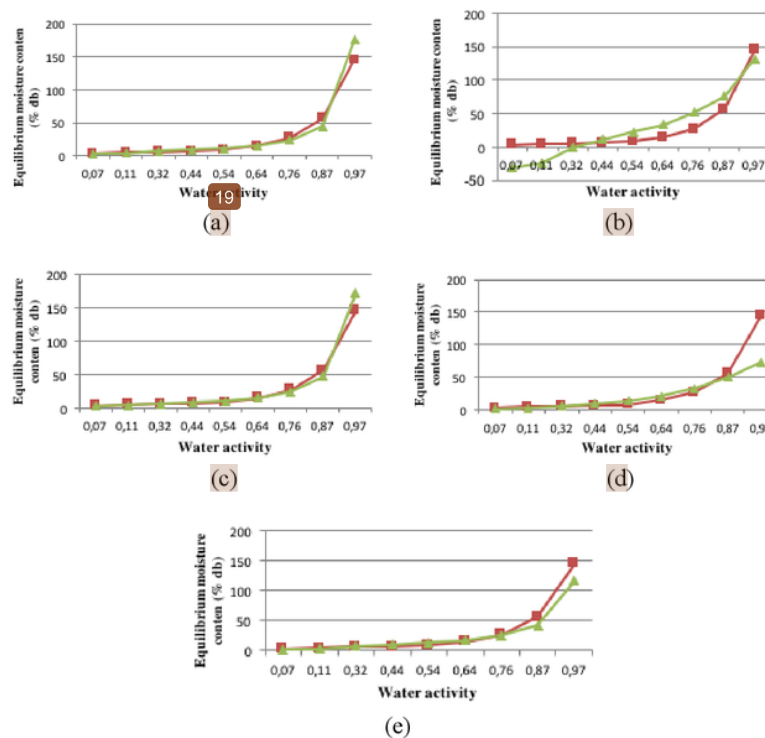 Equilibrium moisture conten
(% db)
200
150
100
50
0
0,07 0,11 0,32 0,44 0,54 0,64 0,76 0,87 0,97
Water activity
19
(a)
Equilibrium moisture conten
(% db)
200
150
100
50
0
-50
0,07 0,11 0,32 0,44 0,54 0,64 0,76 0,87 0,97
Water activity
(b)
Equilibrium moisture
conten (% db)
200
150
100
50
0
0,07 0,11 0,32 0,44 0,54 0,64 0,76 0,87 0,97
Water activity
(c)
Equilibrium moisture
conten (% db)
200
150
100
50
0
0,07 0,11 0,32 0,44 0,54 0,64 0,76 0,87 0,9
Water activity
(d)
Equilibrium moisture
conten (% db)
200
150
100
50
0
0,07 0,11 0,32 0,44 0,54 0,64 0,76 0,87 0,97
Water activity
(e)